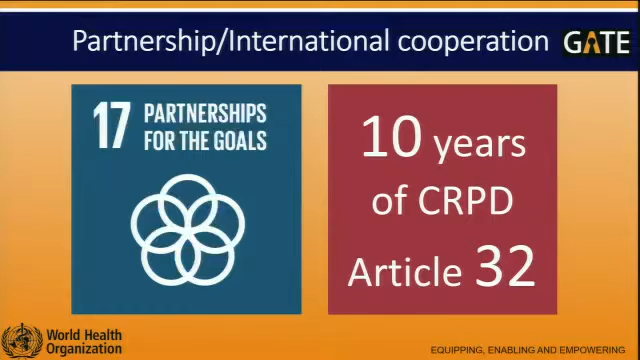 Partnership/International cooperation
GATE
17 PARTNERSHIPS
FOR THE GOALS
10 years
of CRPD
Article 32
World Health
Organization
EQUIPPING, ENABLING AND EMPOWERING